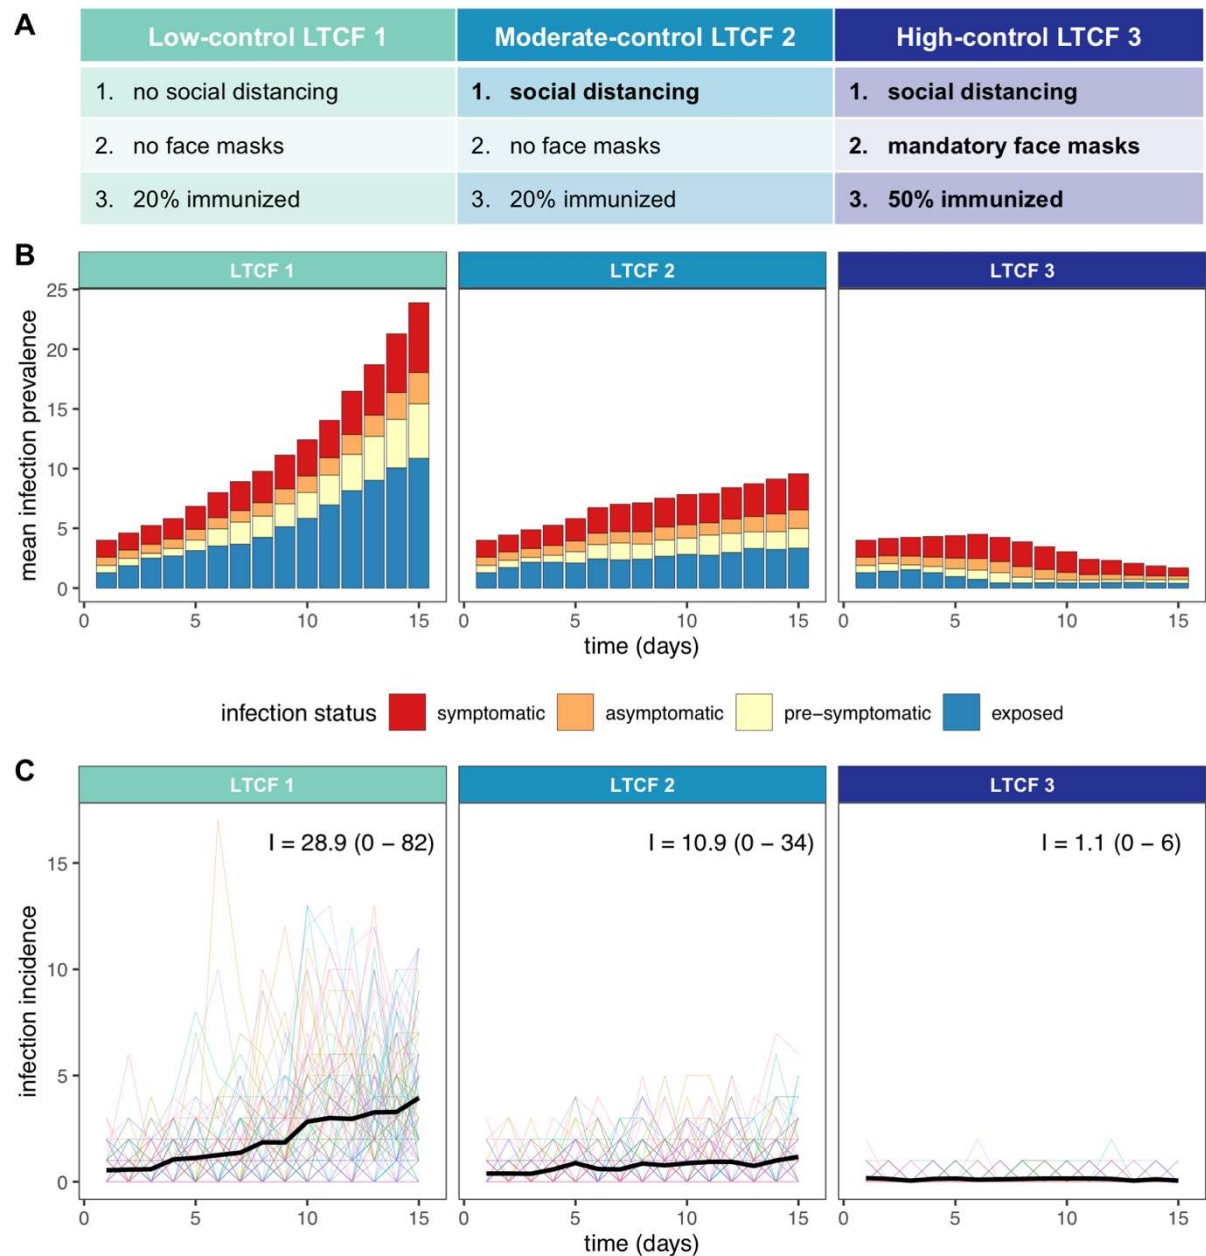 A
Low-control LTCF 1 Moderate-control LTCF 2 High-control LTCF 3
1. no social distancing 1. social distancing 1. social distancing
2. no face masks 2. no face masks 2. mandatory face masks
3. 20% immunized 3. 20% immunized 3. 50% immunized
B
LTCF 1 LTCF 2 LTCF 3
mean infection prevalence
25
20
15
10
5
0
0 5 10 15 0 5 10 15 0 5 10 15
time (days)
infection status symptomatic asymptomatic pre−symptomatic exposed
C
LTCF 1 LTCF 2 LTCF 3
I = 28.9 (0 − 82) I = 10.9 (0 − 34) I = 1.1 (0 − 6)
infection incidence
15
10
5
0
0 5 10 15 0 5 10 15 0 5 10 15
time (days)